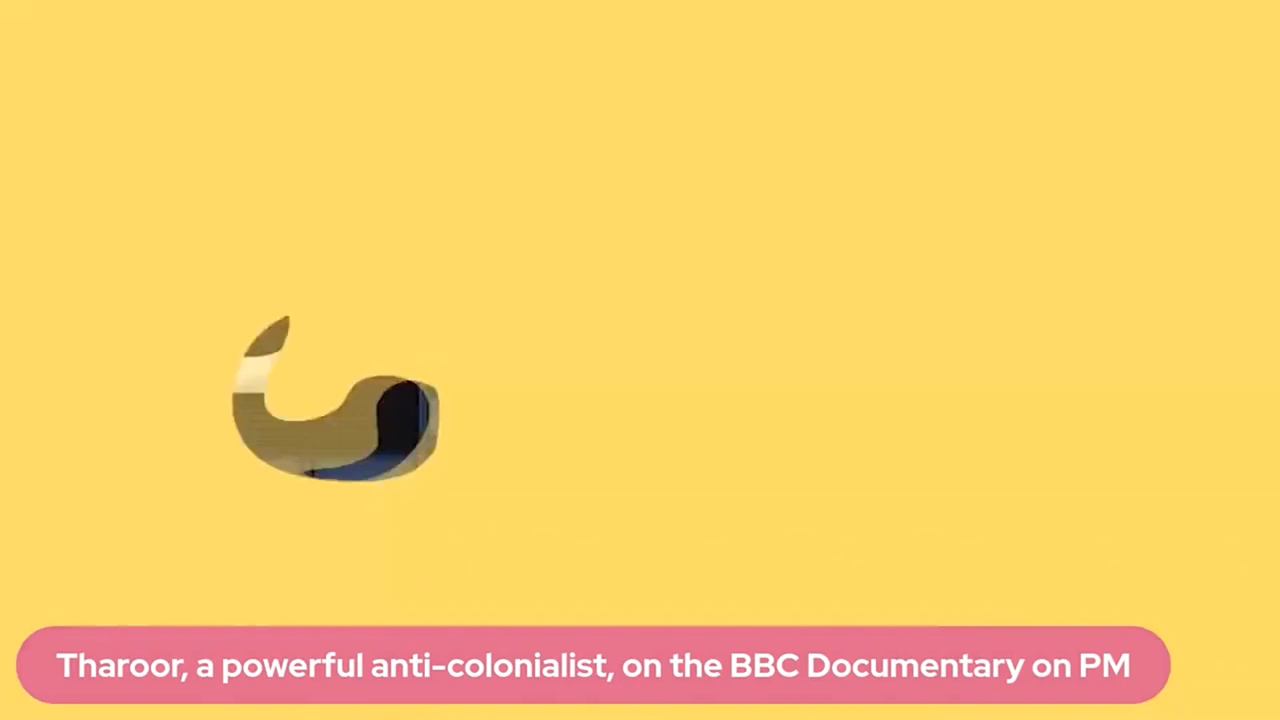 Tharoor, a powerful anti-colonialist, on the BBC Documentary on PM